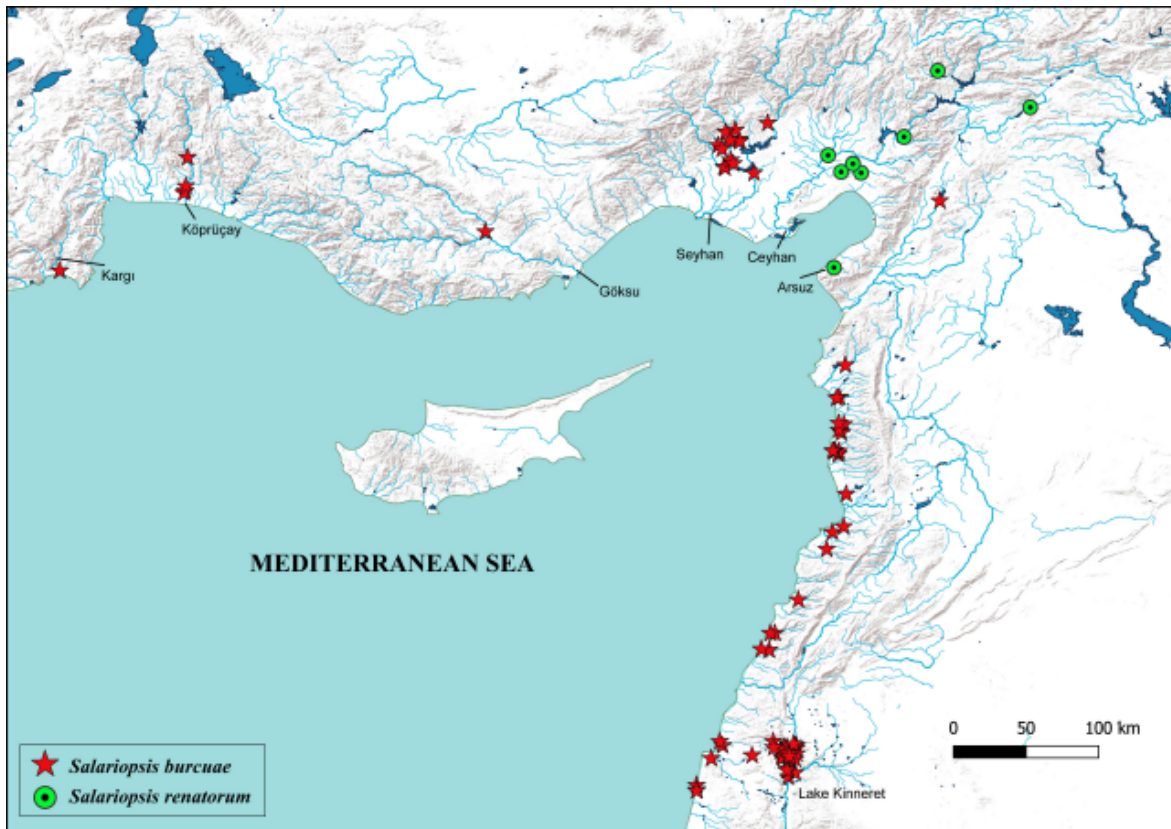 Köprüçay
Kargı
Göksu
Seyhan
Ceyhan
Arsuz
MEDITERRANEAN SEA
0 50 100 km
Salariopsis burcuae
Salariopsis renatorum
Lake Kinneret